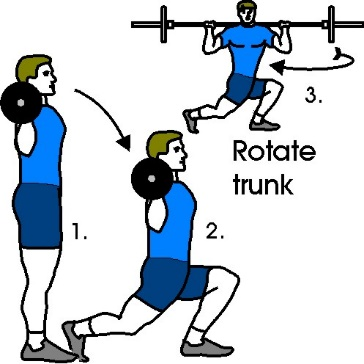 3.
Rotate
trunk
1.
2.